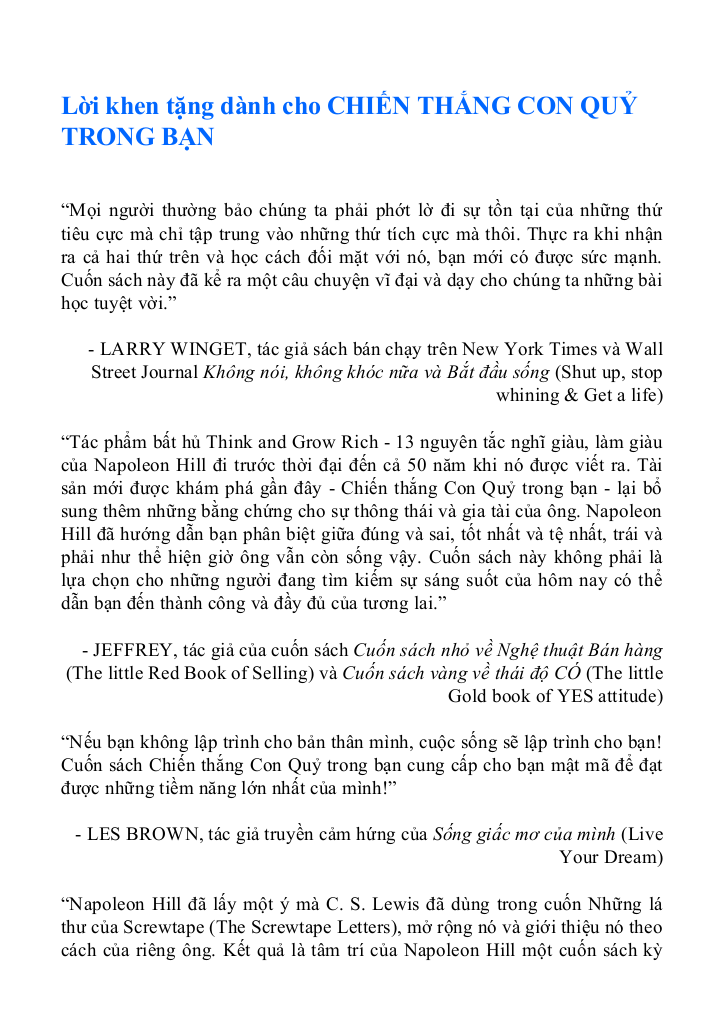 Lời khen tặng dành cho CHIẾN THẮNG CON QUỶ
TRONG BẠN
“Mọi người thường bảo chúng ta phải phớt lờ đi sự tồn tại của những thứ
tiêu cực mà chỉ tập trung vào những thứ tích cực mà thôi. Thực ra khi nhận
ra cả hai thứ trên và học cách đối mặt với nó, bạn mới có được sức mạnh.
Cuốn sách này đã kể ra một câu chuyện vĩ đại và dạy cho chúng ta những bài
học tuyệt vời.”
- LARRY WINGET, tác giả sách bán chạy trên New York Times và Wall
Street Journal Không nói, không khóc nữa và Bắt đầu sống (Shut up, stop
whining & Get a life)
“Tác phẩm bất hủ Think and Grow Rich - 13 nguyên tắc nghĩ giàu, làm giàu
của Napoleon Hill đi trước thời đại đến cả 50 năm khi nó được viết ra. Tài
sản mới được khám phá gần đây - Chiến thắng Con Quỷ trong bạn - lại bổ
sung thêm những bằng chứng cho sự thông thái và gia tài của ông. Napoleon
Hill đã hướng dẫn bạn phân biệt giữa đúng và sai, tốt nhất và tệ nhất, trái và
phải như thể hiện giờ ông vẫn còn sống vậy. Cuốn sách này không phải là
lựa chọn cho những người đang tìm kiếm sự sáng suốt của hôm nay có thể
dẫn bạn đến thành công và đầy đủ của tương lai.”
- JEFFREY, tác giả của cuốn sách Cuốn sách nhỏ về Nghệ thuật Bán hàng
(The little Red Book of Selling) và Cuốn sách vàng về thái độ CÓ (The little
Gold book of YES attitude)
“Nếu bạn không lập trình cho bản thân mình, cuộc sống sẽ lập trình cho bạn!
Cuốn sách Chiến thắng Con Quỷ trong bạn cung cấp cho bạn mật mã để đạt
được những tiềm năng lớn nhất của mình!”
- LES BROWN, tác giả truyền cảm hứng của Sống giấc mơ của mình (Live
Your Dream)
“Napoleon Hill đã lấy một ý mà C. S. Lewis đã dùng trong cuốn Những lá
thư của Screwtape (The Screwtape Letters), mở rộng nó và giới thiệu nó theo
cách của riêng ông. Kết quả là tâm trí của Napoleon Hill một cuốn sách kỳ